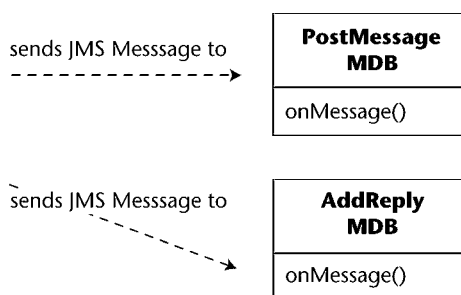 sends JMS Messsage to
PostMessage
MDB
onMessage()
sends JMS Messsage to
AddReply
MDB
onMessage()